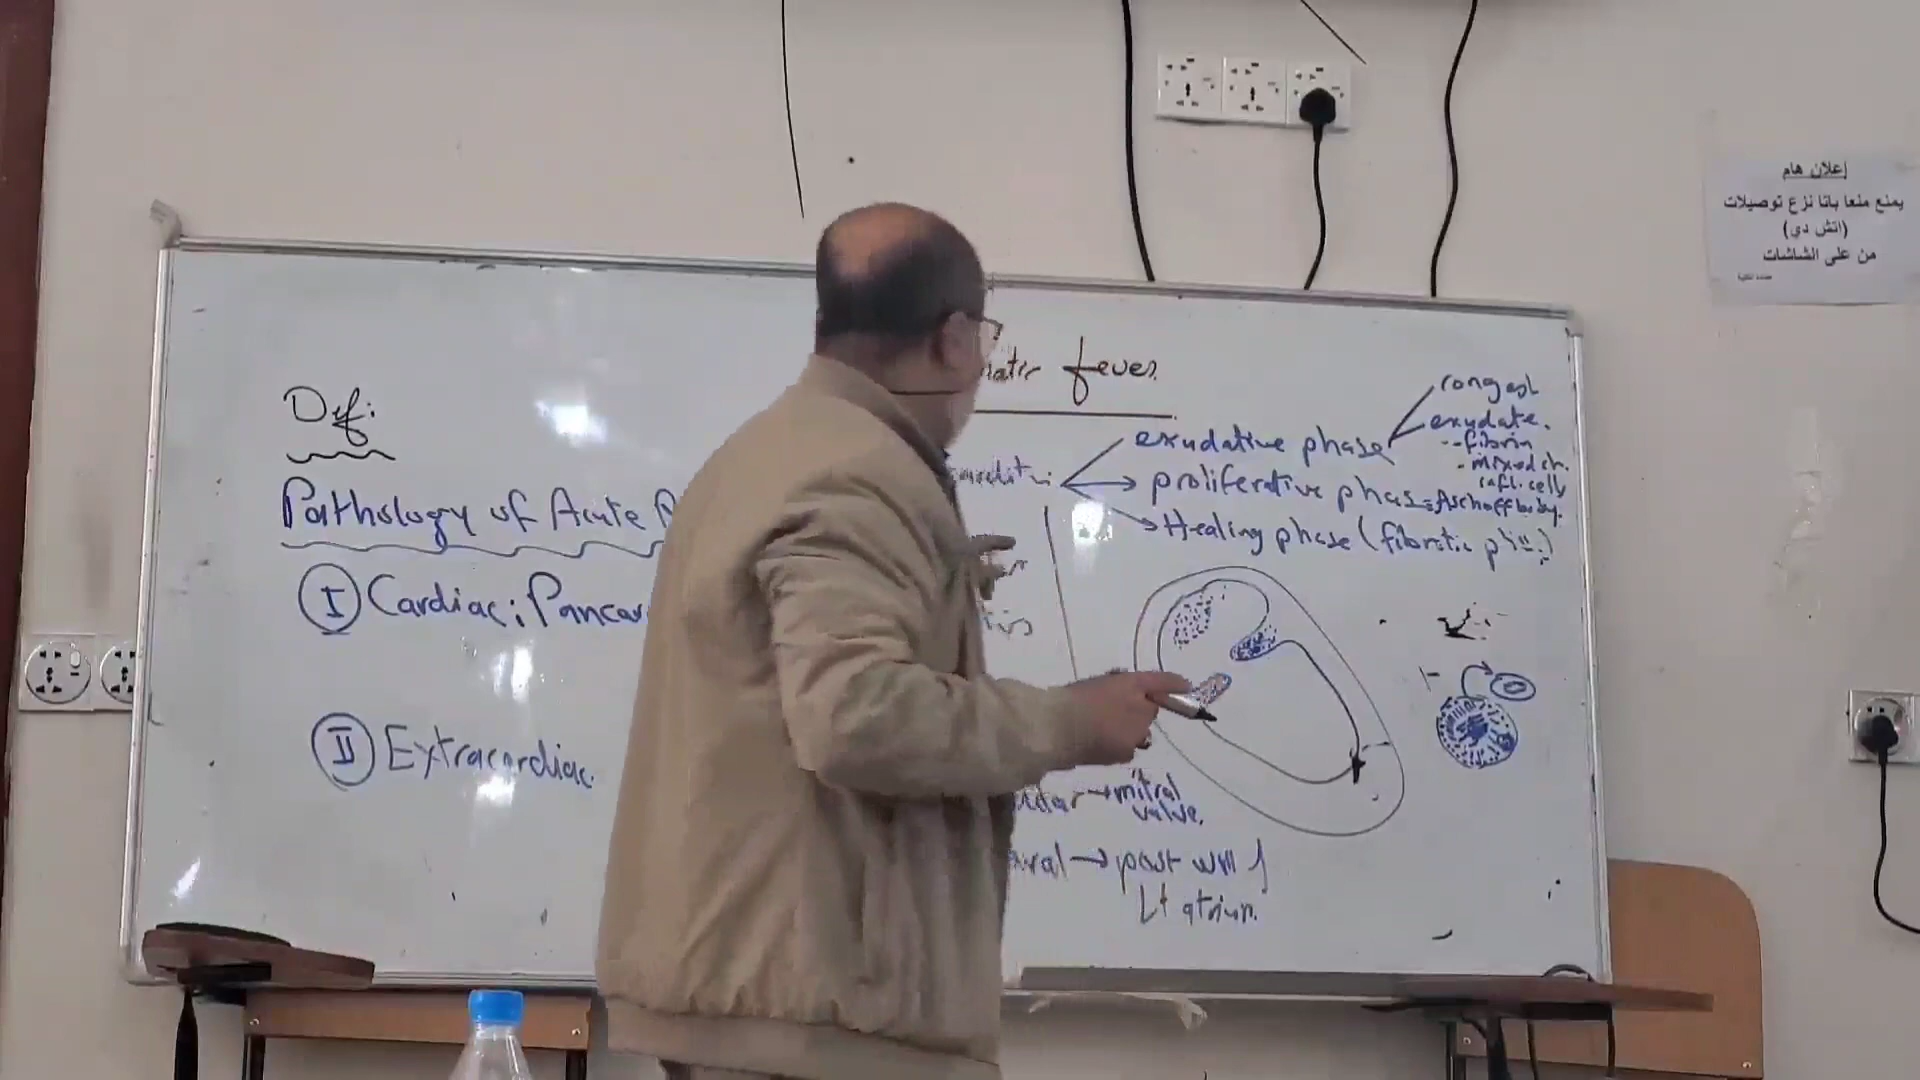 إعلان هام
يمنع منعا باتا نزع توصيلات
(اتش دي)
من على الشاشات
fever
Defi:
Pathology of Acute
I Cardiac: Pancar
II Extracardiac
congest
exudate.
- fibrin
- mixed ch.
infl. cells
exudative phase
proliferative phase = Aschoff body.
Healing phase (fibrotic ph...)
→ mitral
valve.
→ post wall of
Lt atrium.